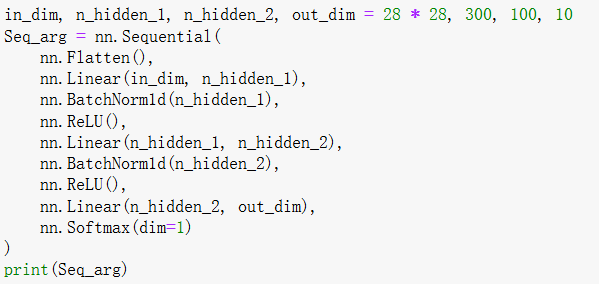 in_dim, n_hidden_1, n_hidden_2, out_dim = 28 * 28, 300, 100, 10
Seq_arg = nn.Sequential(
    nn.Flatten(),
    nn.Linear(in_dim, n_hidden_1),
    nn.BatchNorm1d(n_hidden_1),
    nn.ReLU(),
    nn.Linear(n_hidden_1, n_hidden_2),
    nn.BatchNorm1d(n_hidden_2),
    nn.ReLU(),
    nn.Linear(n_hidden_2, out_dim),
    nn.Softmax(dim=1)
)
print(Seq_arg)